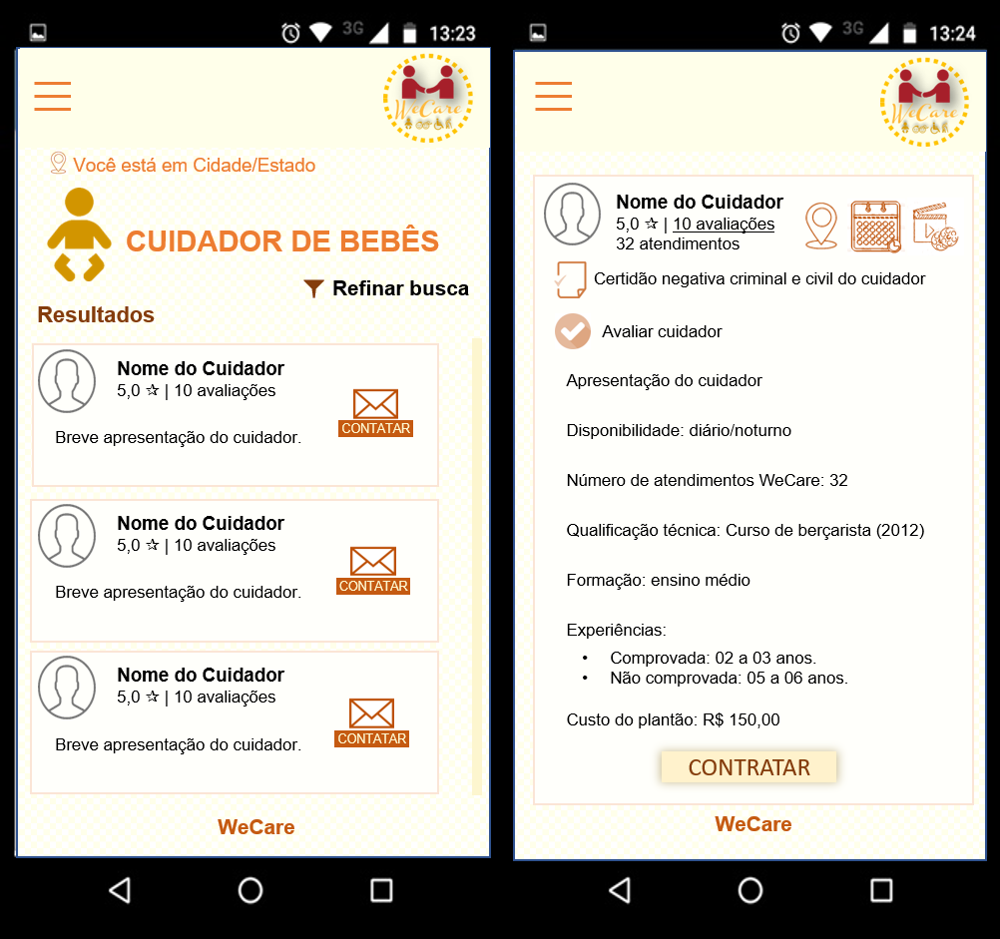 3G 13:23
WeCare
Você está em Cidade/Estado
CUIDADOR DE BEBÊS
Refinar busca
Resultados
Nome do Cuidador
5,0 ☆ | 10 avaliações
CONTATAR
Breve apresentação do cuidador.
Nome do Cuidador
5,0 ☆ | 10 avaliações
CONTATAR
Breve apresentação do cuidador.
Nome do Cuidador
5,0 ☆ | 10 avaliações
CONTATAR
Breve apresentação do cuidador.
WeCare
3G 13:24
WeCare
Nome do Cuidador
5,0 ☆ | 10 avaliações
32 atendimentos
Certidão negativa criminal e civil do cuidador
Avaliar cuidador
Apresentação do cuidador
Disponibilidade: diário/noturno
Número de atendimentos WeCare: 32
Qualificação técnica: Curso de berçarista (2012)
Formação: ensino médio
Experiências:
• Comprovada: 02 a 03 anos.
• Não comprovada: 05 a 06 anos.
Custo do plantão: R$ 150,00
CONTRATAR
WeCare